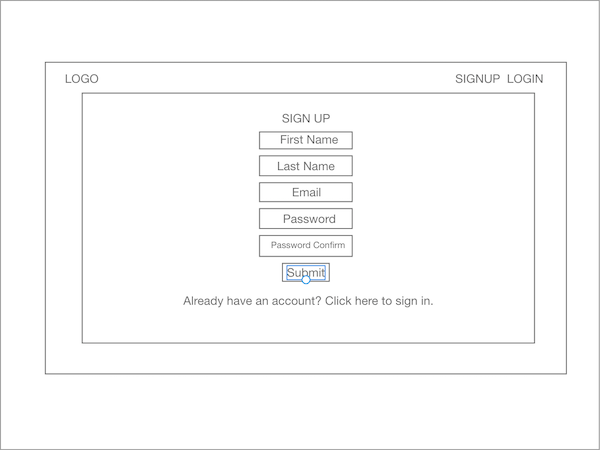 LOGO SIGNUP LOGIN
SIGN UP
First Name
Last Name
Email
Password
Password Confirm
Submit
Already have an account? Click here to sign in.